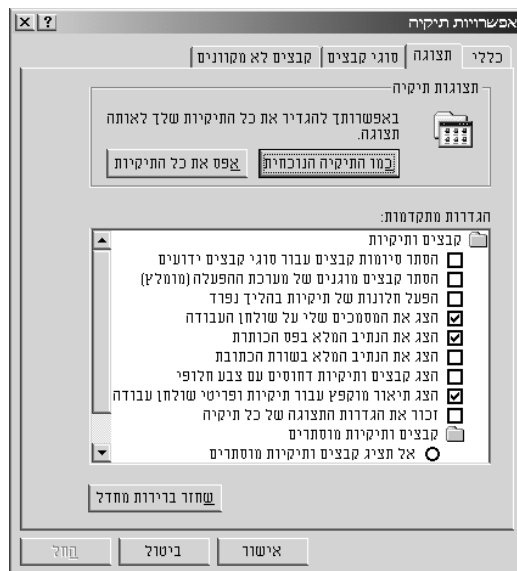 אפשרויות תיקיה
כללי תצוגה סוגי קבצים קבצים לא מקוונים
תצוגות תיקיה
באפשרותך להגדיר את כל התיקיות שלך לאותה
תצוגה.
כמו התיקיה הנוכחית אפס את כל התיקיות
הגדרות מתקדמות:
קבצים ותיקיות
הסתר סיומות קבצים עבור סוגי קבצים ידועים
הסתר קבצים מוגנים של מערכת ההפעלה (מומלץ)
הפעל חלונות של תיקיות בהליך נפרד
הצג את המסמכים שלי על שולחן העבודה
הצג את הנתיב המלא בפס הכותרת
הצג את הנתיב המלא בשורת הכתובת
הצג קבצים ותיקיות דחוסים עם צבע חלופי
הצג תיאור מוקפץ עבור תיקיות ופריטי שולחן עבודה
זכור את הגדרות התצוגה של כל תיקיה
קבצים ותיקיות מוסתרים
אל תציג קבצים ותיקיות מוסתרים
שחזר ברירות מחדל
אישור ביטול החל